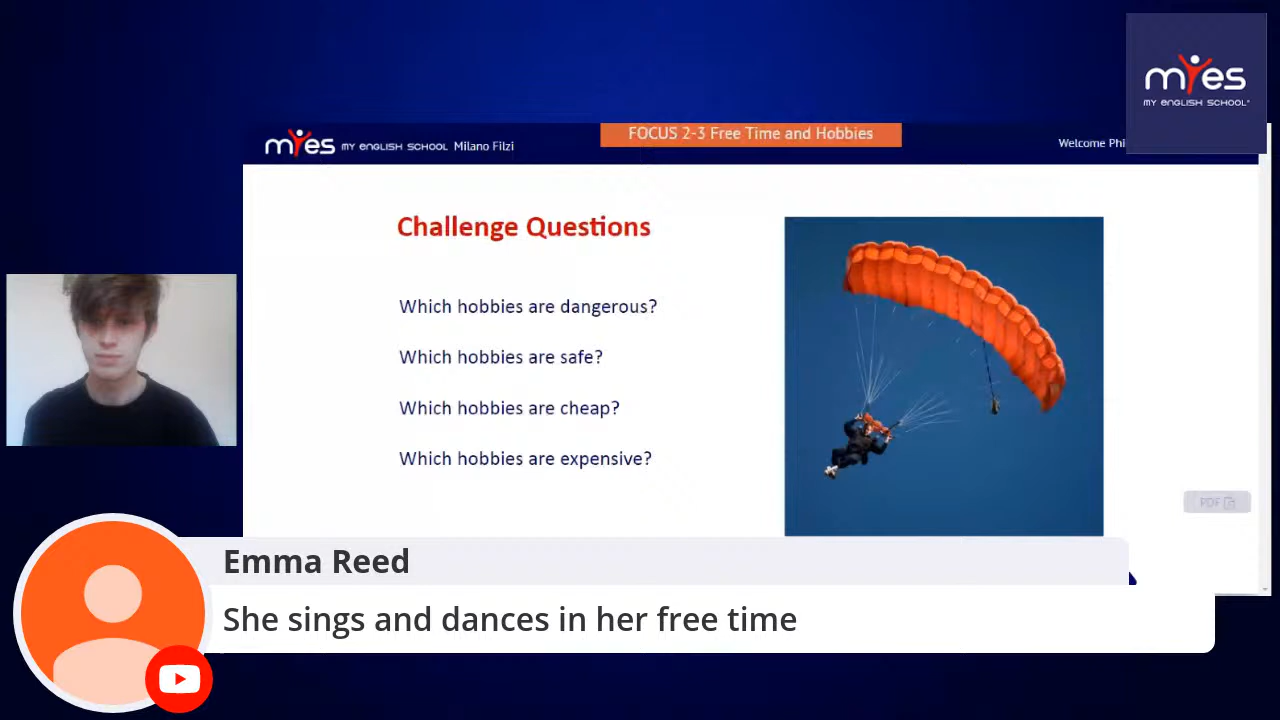 myes
MY ENGLISH SCHOOL®
myes MY ENGLISH SCHOOL Milano Filzi
FOCUS 2-3 Free Time and Hobbies
Welcome Phi
Challenge Questions
Which hobbies are dangerous?
Which hobbies are safe?
Which hobbies are cheap?
Which hobbies are expensive?
PDF
Emma Reed
She sings and dances in her free time